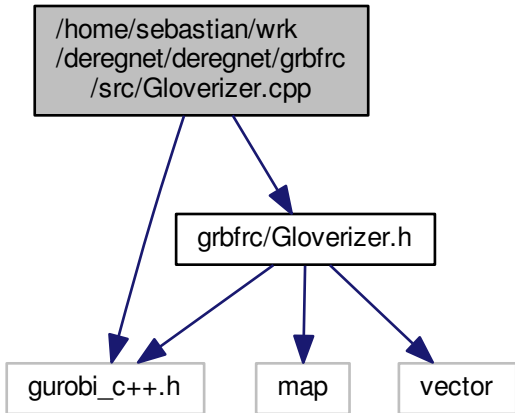 /home/sebastian/wrk
/deregnet/deregnet/grbfrc
/src/Gloverizer.cpp
grbfrc/Gloverizer.h
gurobi_c++.h
map
vector